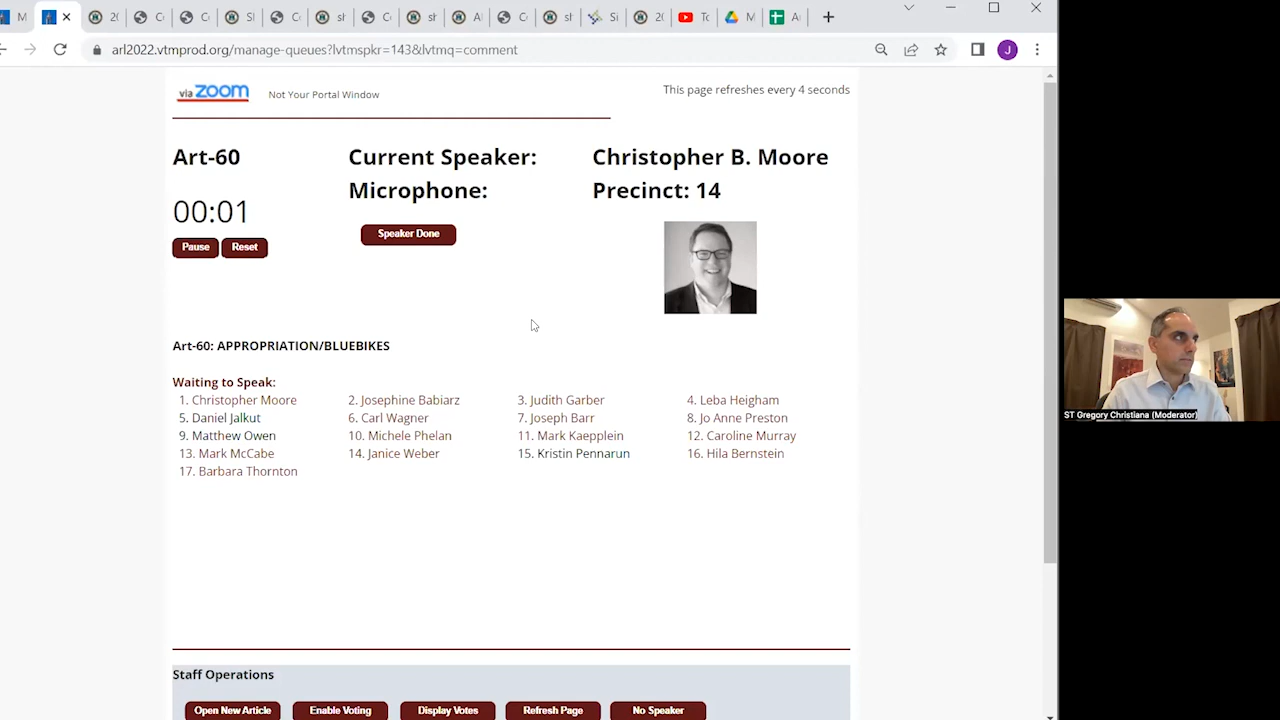 arl2022.vtmprod.org/manage-queues?lvtmspkr=143&lvtmq=comment
J
via zoom
Not Your Portal Window
This page refreshes every 4 seconds
Art-60
Current Speaker:
Christopher B. Moore
Microphone:
Precinct: 14
00:01
Speaker Done
Pause
Reset
Art-60: APPROPRIATION/BLUEBIKES
Waiting to Speak:
1. Christopher Moore 2. Josephine Babiarz 3. Judith Garber 4. Leba Heigham
5. Daniel Jalkut 6. Carl Wagner 7. Joseph Barr 8. Jo Anne Preston
9. Matthew Owen 10. Michele Phelan 11. Mark Kaepplein 12. Caroline Murray
13. Mark McCabe 14. Janice Weber 15. Kristin Pennarun 16. Hila Bernstein
17. Barbara Thornton
ST Gregory Christiana (Moderator)
Staff Operations
Open New Article Enable Voting Display Votes Refresh Page No Speaker